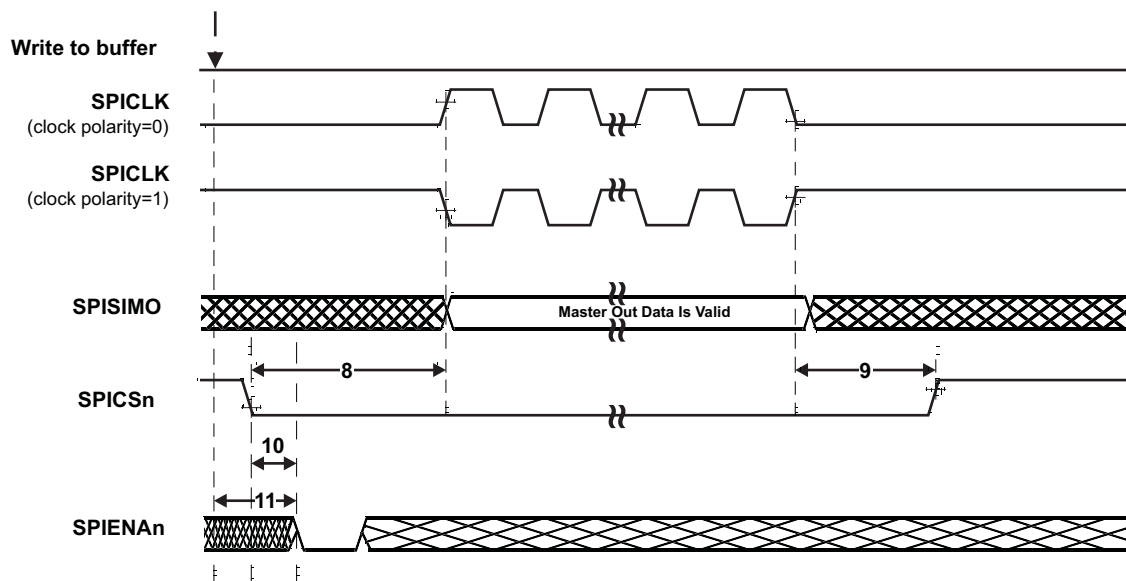 Write to buffer
SPICLK
(clock polarity=0)
SPICLK
(clock polarity=1)
SPISIMO
Master Out Data Is Valid
8
9
SPICSn
10
11
SPIENAn